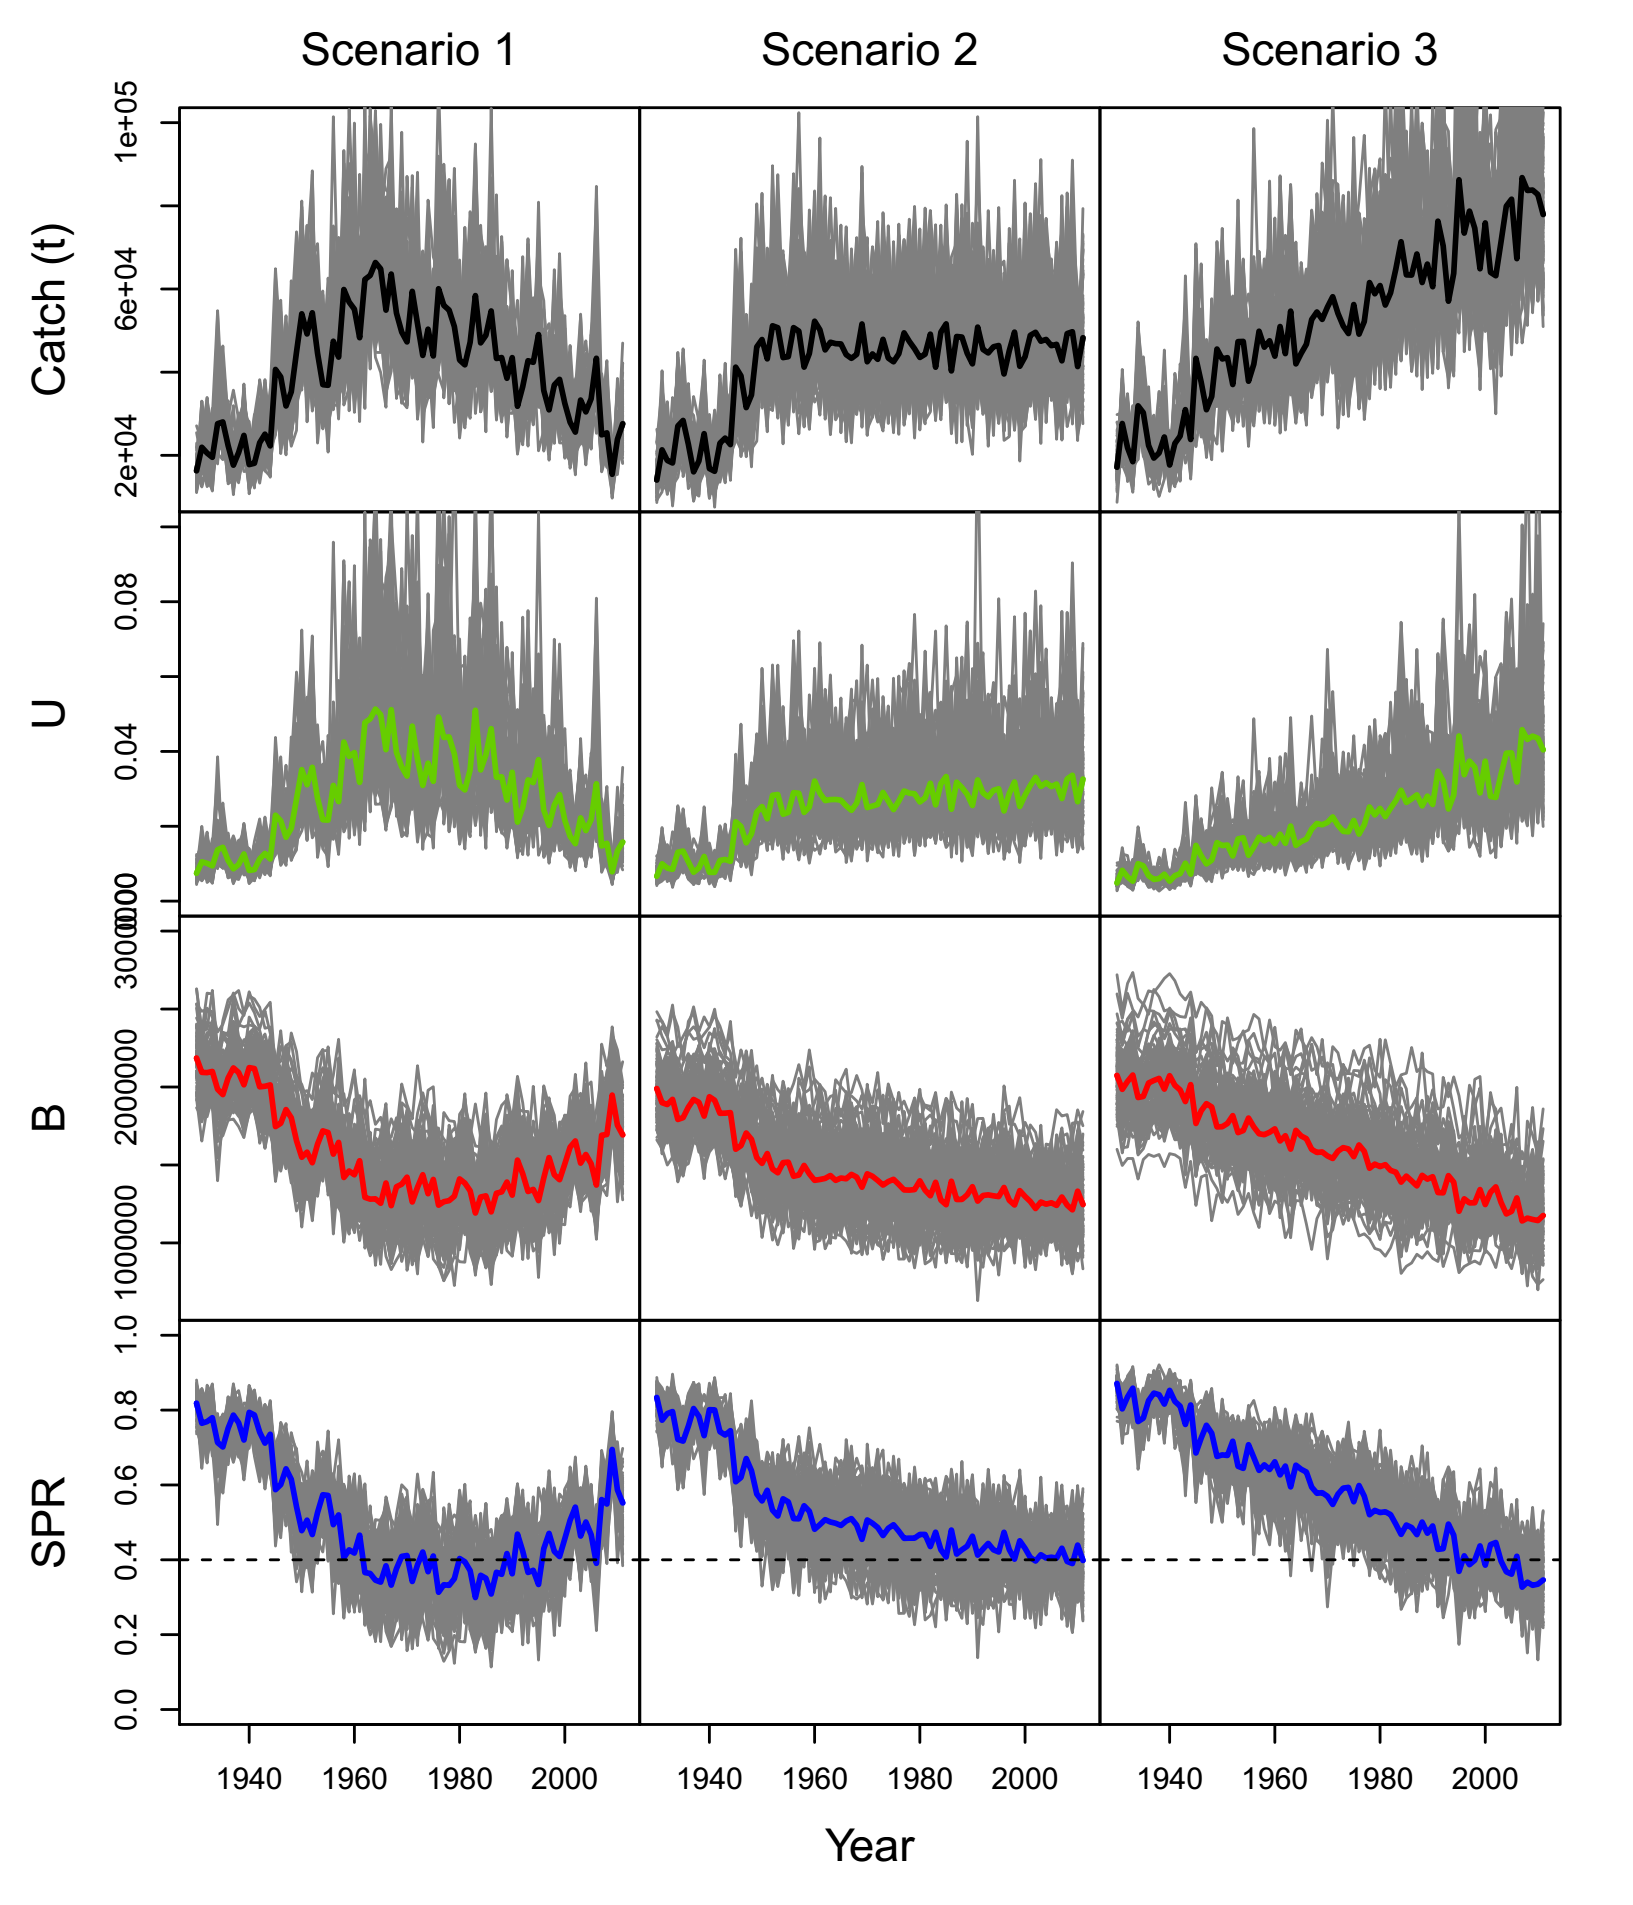 Scenario 1 Scenario 2 Scenario 3
Catch (t)
1e+05
6e+04
2e+04
U
0.08
0.04
0.00
B
3000000
2000000
1000000
SPR
1.0
0.8
0.6
0.4
0.2
0.0
1940 1960 1980 2000 1940 1960 1980 2000 1940 1960 1980 2000
Year